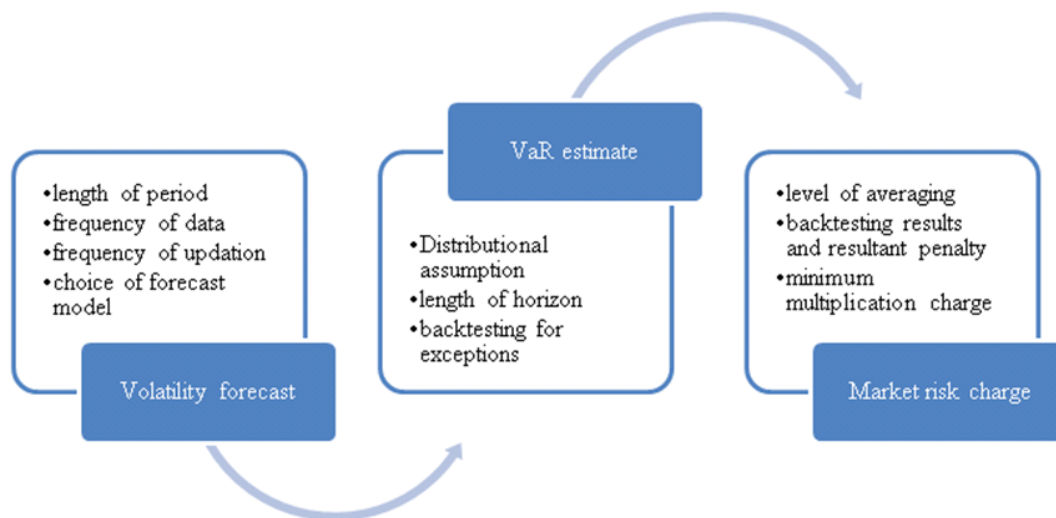 •length of period
•frequency of data
•frequency of updation
•choice of forecast
model
Volatility forecast
VaR estimate
•Distributional
assumption
•length of horizon
•backtesting for
exceptions
•level of averaging
•backtesting results
and resultant penalty
•minimum
multiplication charge
Market risk charge